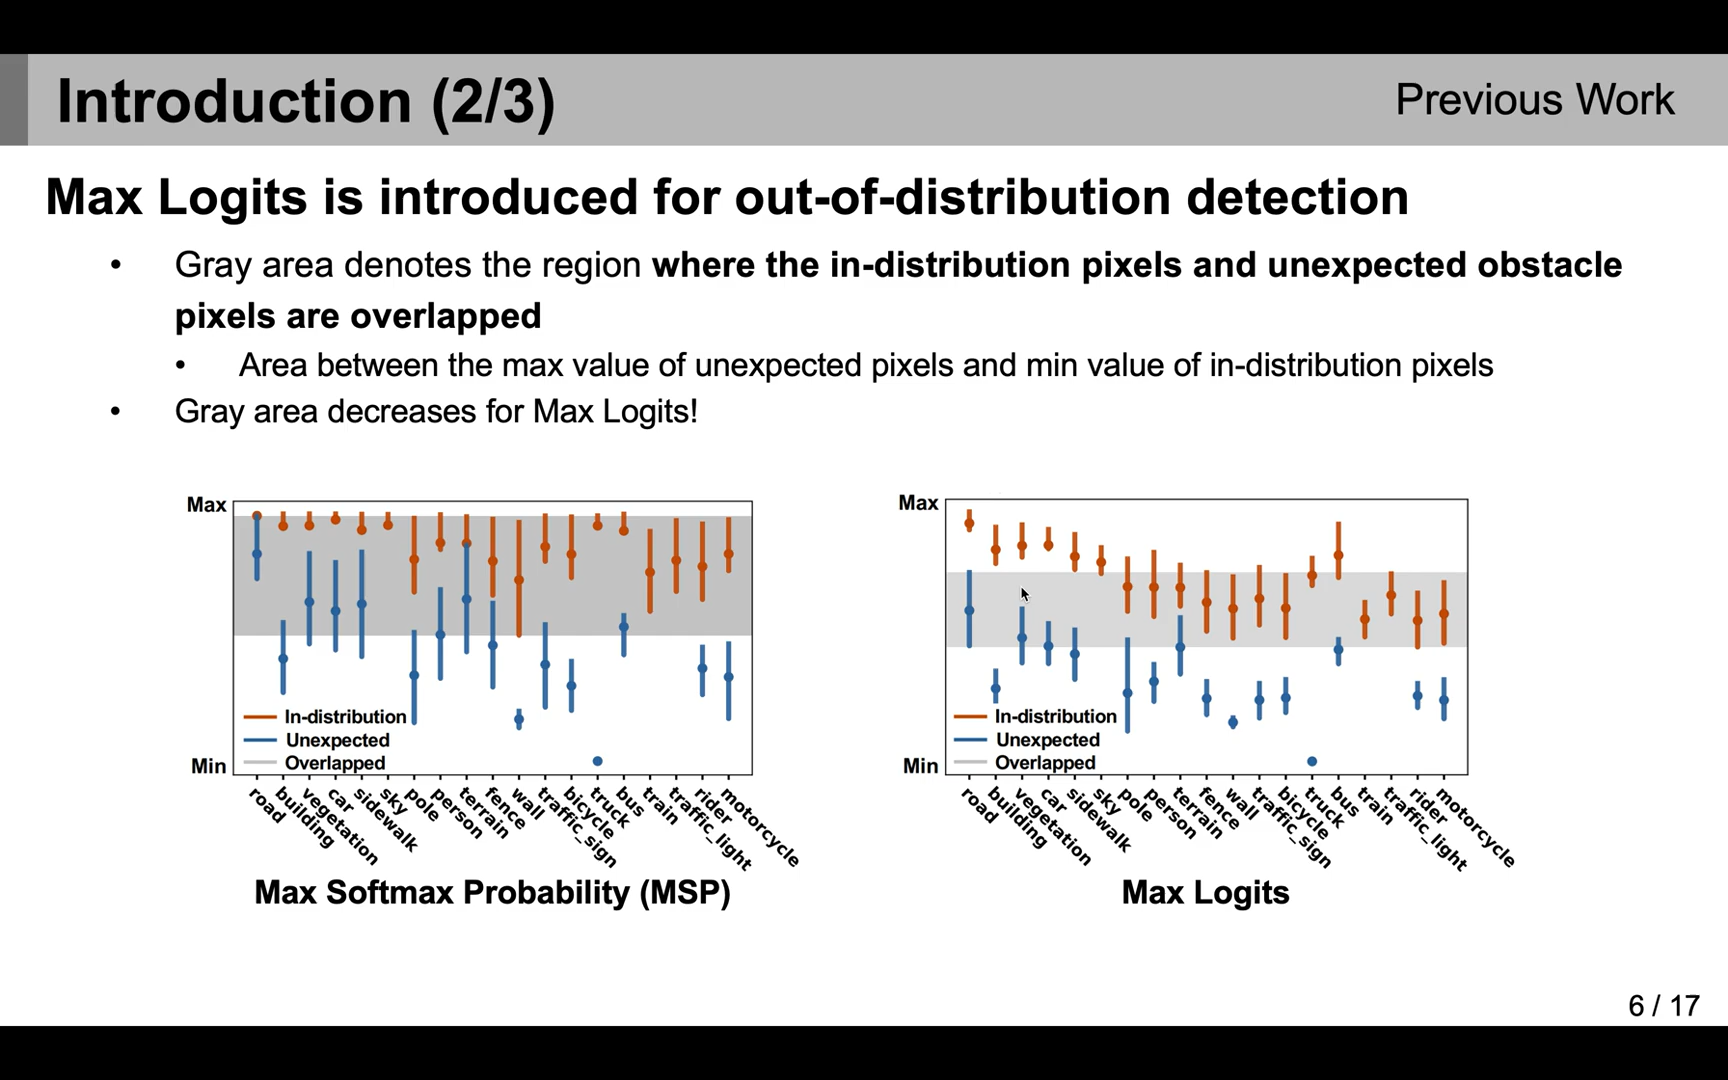 Introduction (2/3)
Previous Work
Max Logits is introduced for out-of-distribution detection
• Gray area denotes the region where the in-distribution pixels and unexpected obstacle
pixels are overlapped
• Area between the max value of unexpected pixels and min value of in-distribution pixels
• Gray area decreases for Max Logits!
Max
In-distribution
Unexpected
Overlapped
Min
road
building
vegetation
car
sidewalk
sky
pole
person
terrain
fence
wall
traffic_sign
bicycle
truck
bus
train
traffic_light
rider
motorcycle
Max Softmax Probability (MSP)
Max
In-distribution
Unexpected
Overlapped
Min
road
building
vegetation
car
sidewalk
sky
pole
person
terrain
fence
wall
traffic_sign
bicycle
truck
bus
train
traffic_light
rider
motorcycle
Max Logits
6 / 17